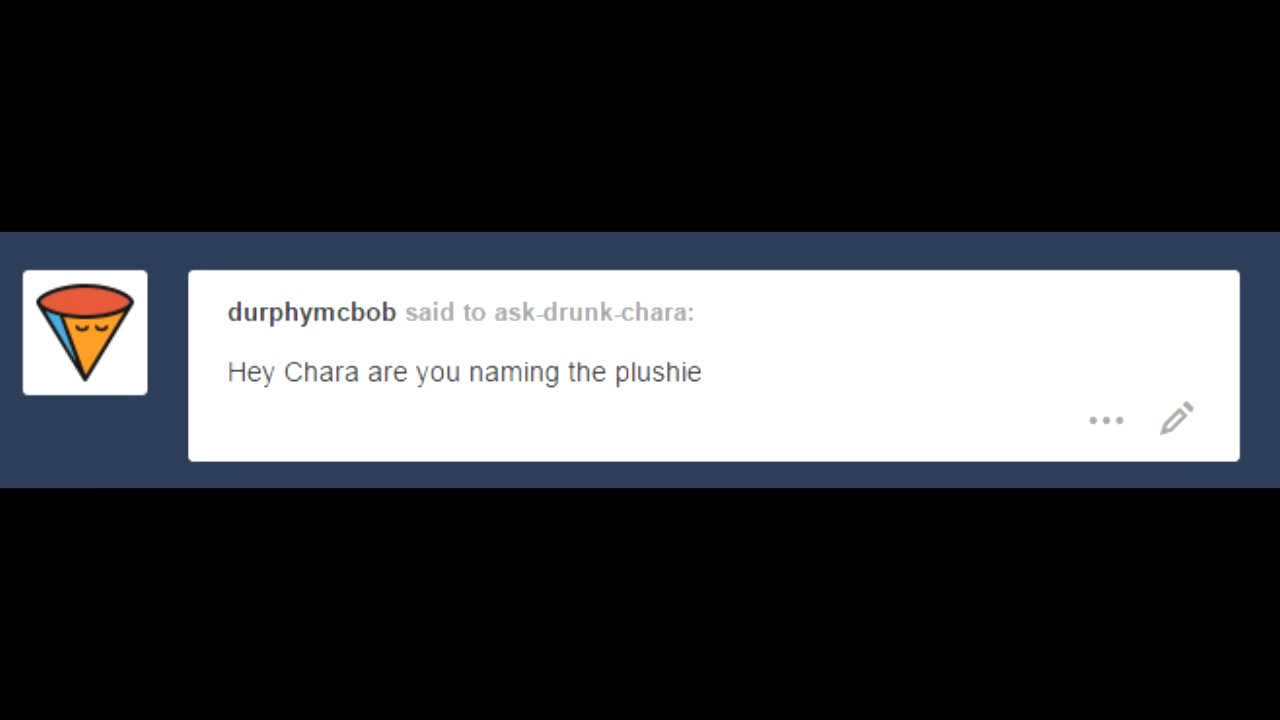 durphymcbob said to ask-drunk-chara:
Hey Chara are you naming the plushie